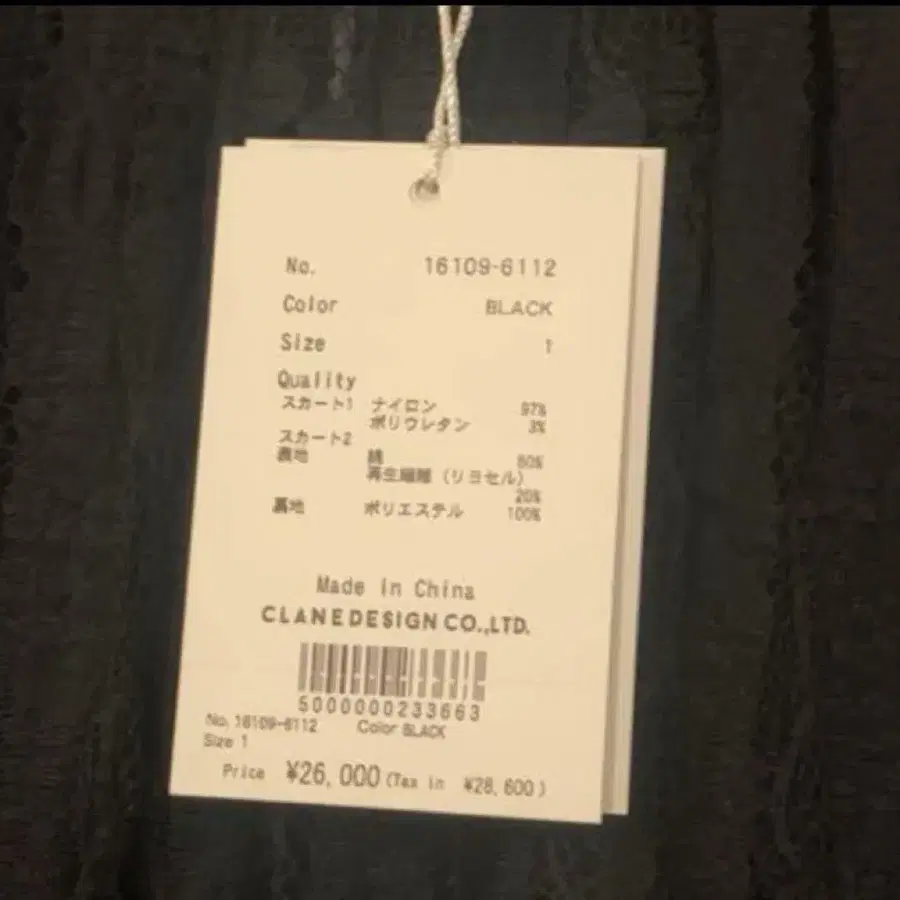 No. 16109-6112
Color BLACK
Size 1
Quality
スカート1 ナイロン 97%
ポリウレタン 3%
スカート2
表地 綿 80%
再生繊維 (リヨセル)
20%
裏地 ポリエステル 100%
Made in China
CLANEDESIGN CO.,LTD.
5000000233663
No. 16109-6112 Color BLACK
Size 1
Price ¥26,000 (Tax in ¥28,600)